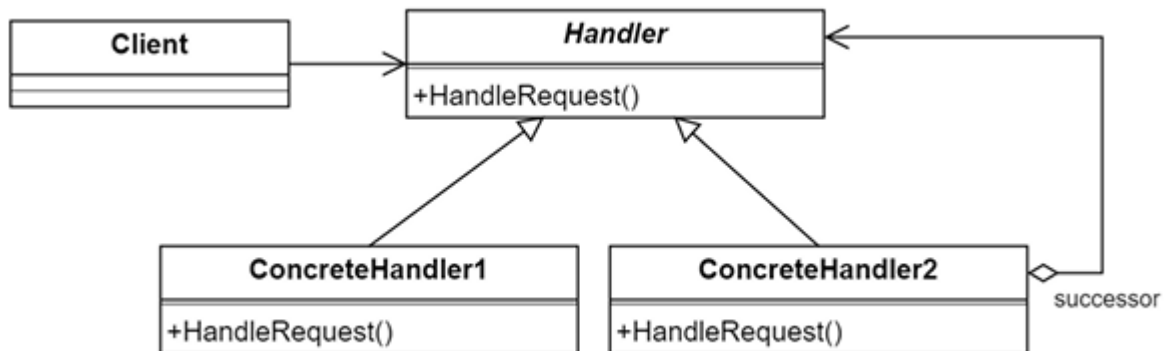 Client
Handler
+HandleRequest()
ConcreteHandler1
+HandleRequest()
ConcreteHandler2
+HandleRequest()
successor